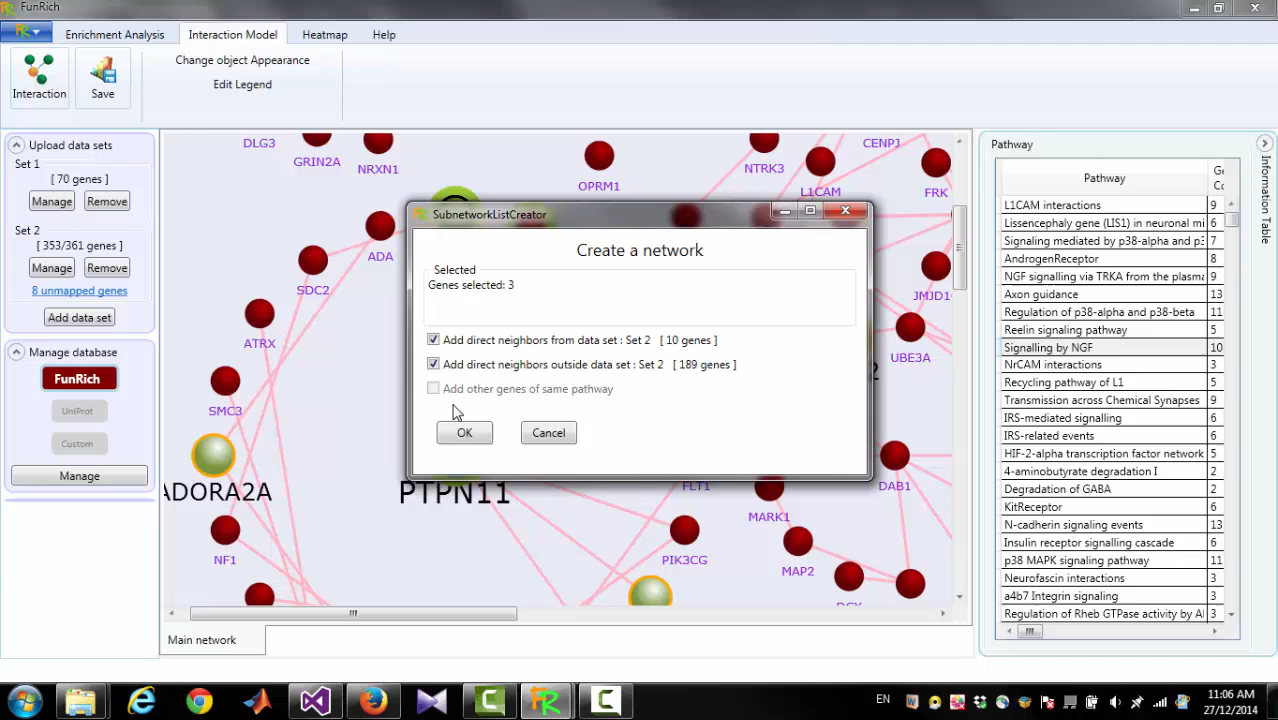 FunRich
Enrichment Analysis
Interaction Model
Heatmap
Help
Interaction
Save
Change object Appearance
Edit Legend
Upload data sets
Set 1
[ 70 genes ]
Manage
Remove
Set 2
[ 353/361 genes ]
Manage
Remove
8 unmapped genes
Add data set
Manage database
FunRich
UniProt
Custom
Manage
DLG3
GRIN2A
NRXN1
OPRM1
NTRK3
CENPJ
L1CAM
FRK
ADA
SDC2
JMJD1
ATRX
UBE3A
2
SMC3
ADORA2A
PTPN11
FLT1
DAB1
MARK1
NF1
PIK3CG
MAP2
SubnetworkListCreator
Create a network
Selected
Genes selected: 3
Add direct neighbors from data set : Set 2 [ 10 genes ]
Add direct neighbors outside data set : Set 2 [ 189 genes ]
Add other genes of same pathway
OK
Cancel
Main network
Pathway
Information Table
Pathway
L1CAM interactions 9
Lissencephaly gene (LIS1) in neuronal mi 6
Signaling mediated by p38-alpha and p3 7
AndrogenReceptor 8
NGF signalling via TRKA from the plasma 9
Axon guidance 13
Regulation of p38-alpha and p38-beta 11
Reelin signaling pathway 5
Signalling by NGF 10
NrCAM interactions 3
Recycling pathway of L1 4
Transmission across Chemical Synapses 9
IRS-mediated signalling 6
IRS-related events 6
HIF-2-alpha transcription factor network 5
4-aminobutyrate degradation I 2
Degradation of GABA 2
KitReceptor 6
N-cadherin signaling events 13
Insulin receptor signalling cascade 6
p38 MAPK signaling pathway 11
Neurofascin interactions 3
a4b7 Integrin signaling 3
Regulation of Rheb GTPase activity by A 3
EN
11:06 AM
27/12/2014